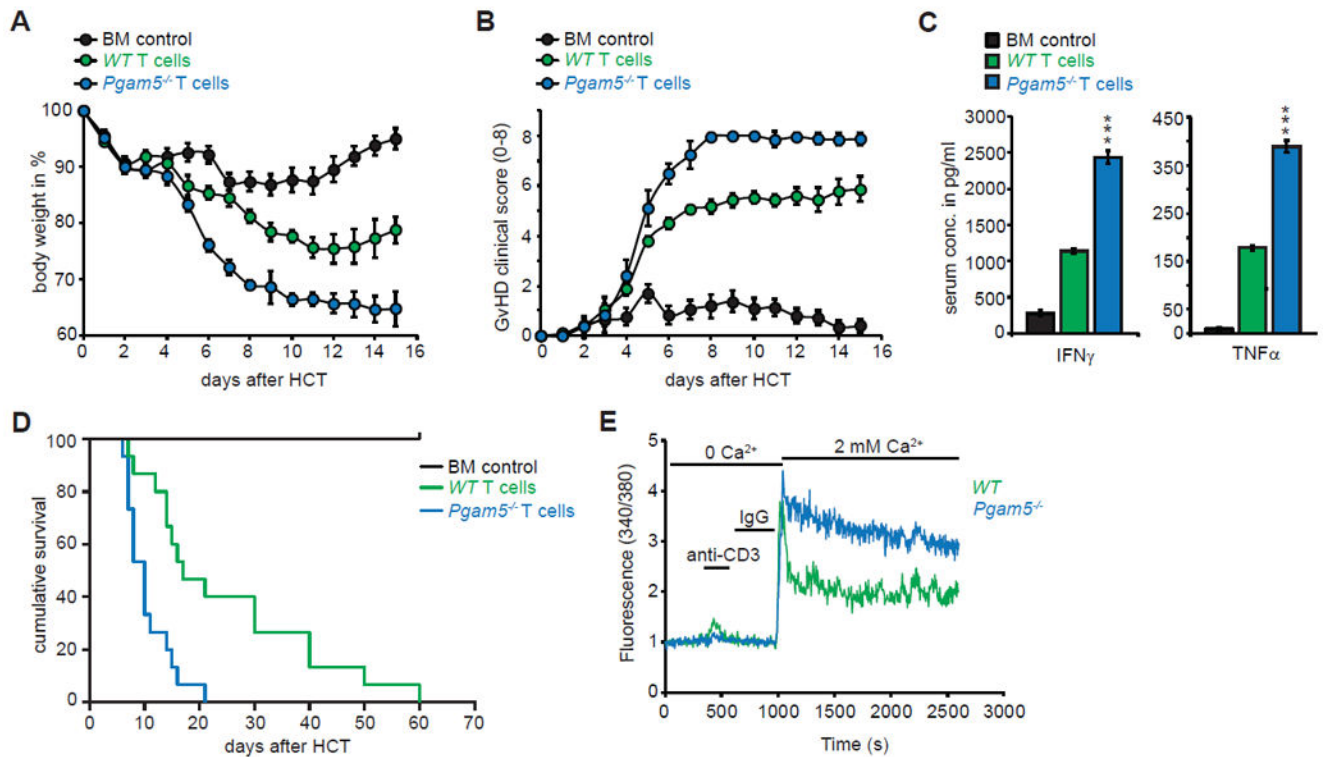 A
BM control
WT T cells
Pgam5-/- T cells
body weight in %
100
90
80
70
60
0 2 4 6 8 10 12 14 16
days after HCT
B
BM control
WT T cells
Pgam5-/- T cells
GvHD clinical score (0-8)
8
6
4
2
0
0 2 4 6 8 10 12 14 16
days after HCT
C
BM control
WT T cells
Pgam5-/- T cells
serum conc. in pg/ml
3000
2500
2000
1500
1000
500
0
***
IFNγ
450
350
250
150
50
0
***
TNFα
D
cumulative survival
100
80
60
40
20
0
0 10 20 30 40 50 60 70
days after HCT
BM control
WT T cells
Pgam5-/- T cells
E
Fluorescence (340/380)
5
4
3
2
1
0
0 Ca2+
2 mM Ca2+
IgG
anti-CD3
WT
Pgam5-/-
0 500 1000 1500 2000 2500 3000
Time (s)